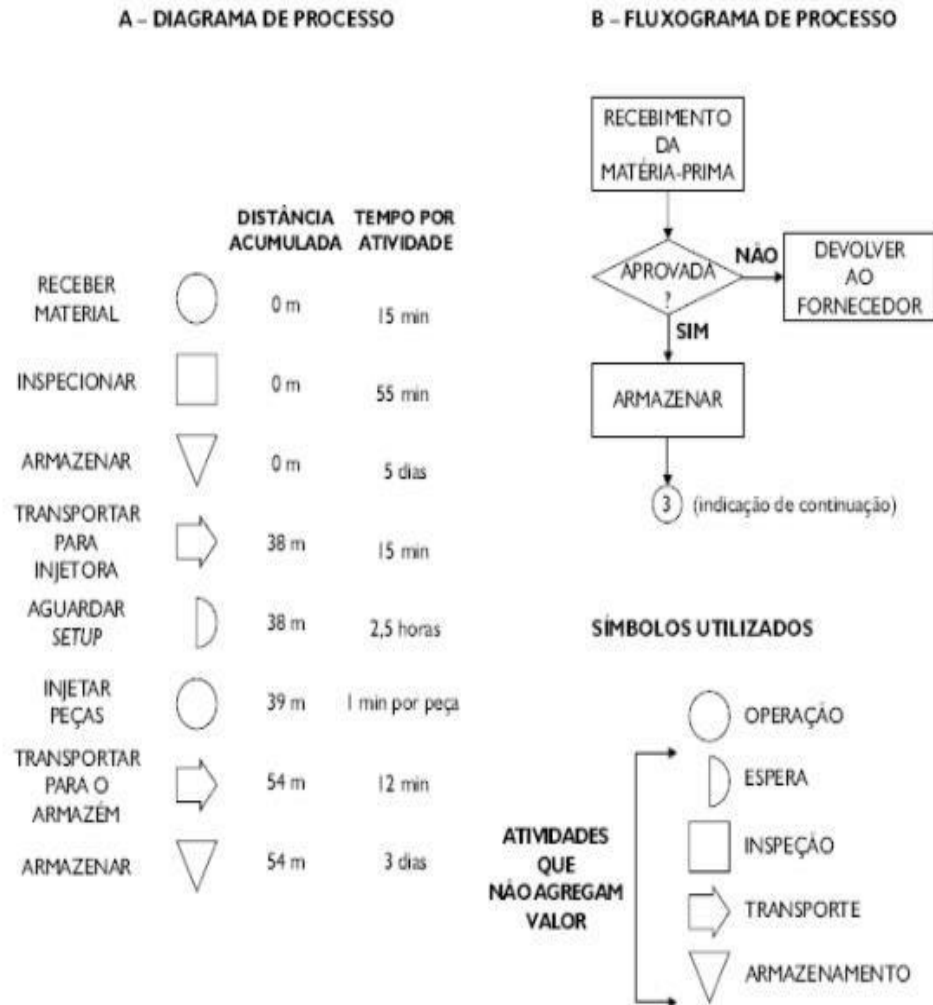 A – DIAGRAMA DE PROCESSO
DISTÂNCIA
ACUMULADA
TEMPO POR
ATIVIDADE
RECEBER
MATERIAL
0 m
15 min
INSPECIONAR
0 m
55 min
ARMAZENAR
0 m
5 dias
TRANSPORTAR
PARA
INJETORA
38 m
15 min
AGUARDAR
SETUP
38 m
2,5 horas
INJETAR
PEÇAS
39 m
1 min por peça
TRANSPORTAR
PARA O
ARMAZÉM
54 m
12 min
ARMAZENAR
54 m
3 dias
B – FLUXOGRAMA DE PROCESSO
RECEBIMENTO
DA
MATÉRIA-PRIMA
APROVADA
?
NÃO
DEVOLVER
AO
FORNECEDOR
SIM
ARMAZENAR
3 (indicação de continuação)
SÍMBOLOS UTILIZADOS
OPERAÇÃO
ESPERA
INSPEÇÃO
TRANSPORTE
ARMAZENAMENTO
ATIVIDADES
QUE
NÃO AGREGAM
VALOR